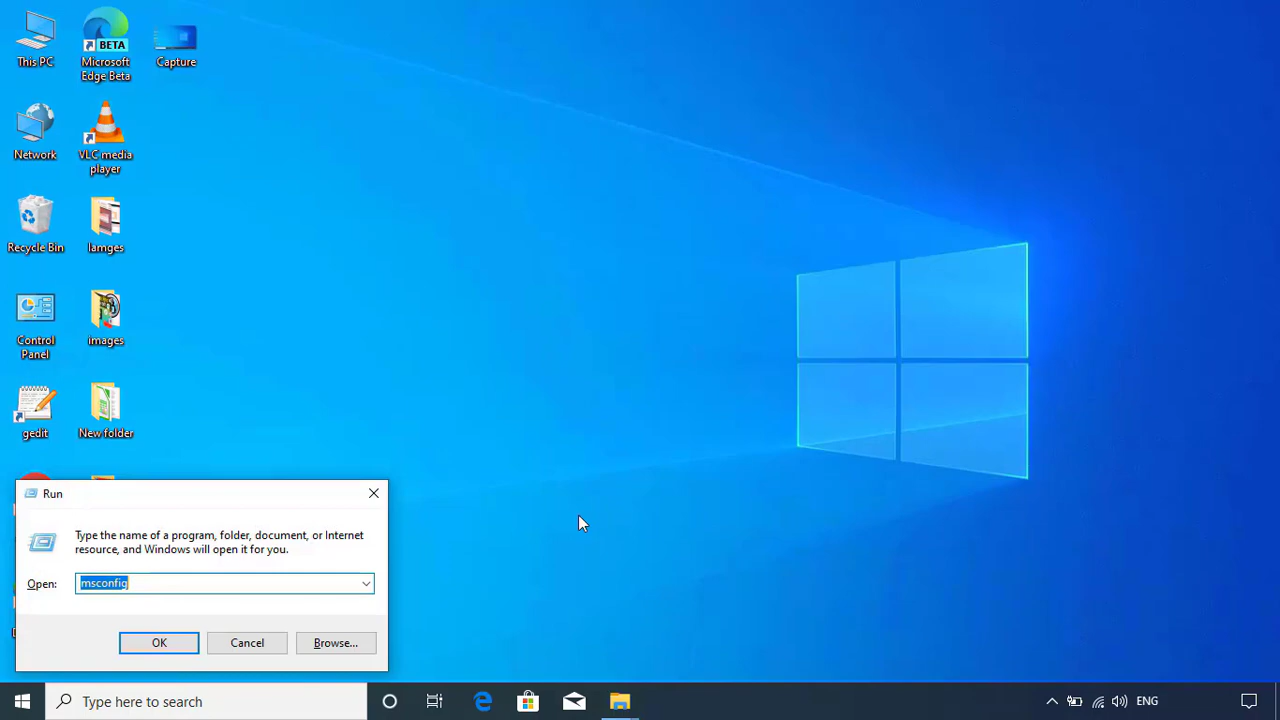 This PC
Microsoft
Edge Beta
BETA
Capture
Network
VLC media
player
Recycle Bin
Iamges
Control
Panel
images
gedit
New folder
Run
Type the name of a program, folder, document, or Internet
resource, and Windows will open it for you.
Open:
msconfig
OK
Cancel
Browse...
Type here to search
ENG